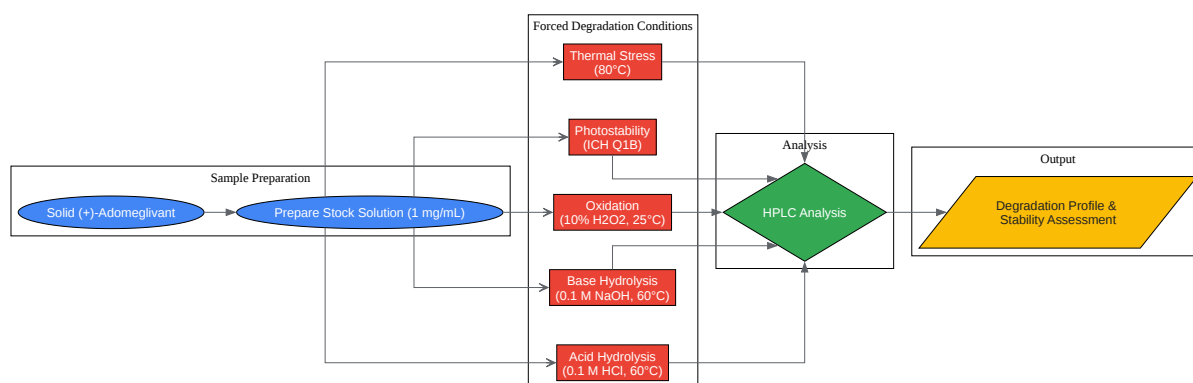 Forced Degradation Conditions
Thermal Stress
(80°C)
Photostability
(ICH Q1B)
Analysis
Output
Sample Preparation
Solid (+)-Adomeglivant
Prepare Stock Solution (1 mg/mL)
Oxidation
(10% H2O2, 25°C)
HPLC Analysis
Degradation Profile &
Stability Assessment
Base Hydrolysis
(0.1 M NaOH, 60°C)
Acid Hydrolysis
(0.1 M HCl, 60°C)